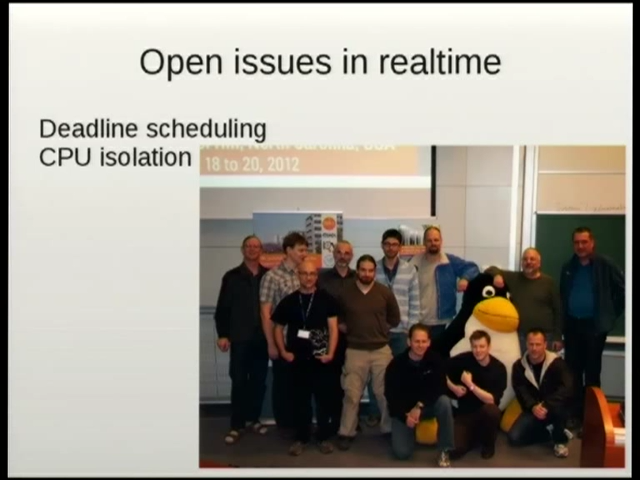 Open issues in realtime
Deadline scheduling
CPU isolation
18 to 20, 2012